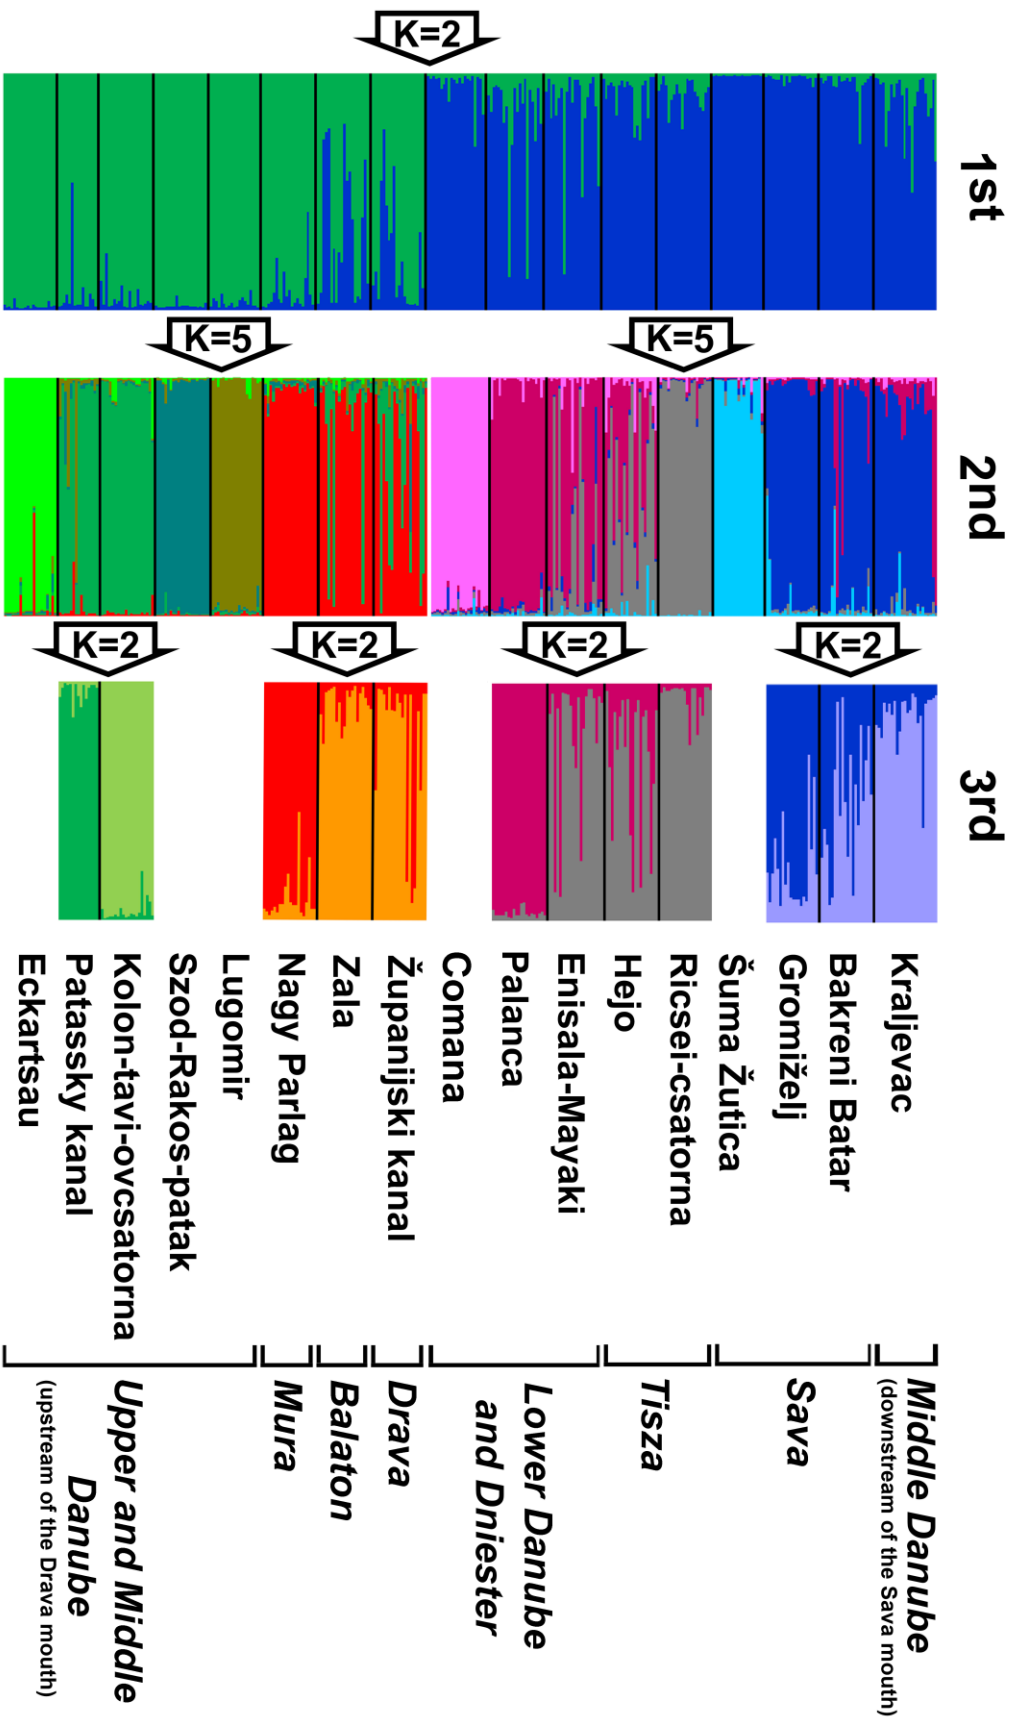 K=2
1st
K=5
K=5
2nd
K=2
K=2
K=2
K=2
3rd
Eckartsau
Patassky kanal
Kolon-tavi-ovcsatorna
Szod-Rakos-patak
Lugomir
Nagy Parlag
Zala
Županijski kanal
Comana
Palanca
Enisala-Mayaki
Hejo
Ricsei-csatorna
Šuma Žutica
Gromiželj
Bakreni Batar
Kraljevac
Upper and Middle
Danube
(upstream of the Drava mouth)
Mura
Balaton
Drava
Lower Danube
and Dniester
Tisza
Sava
Middle Danube
(downstream of the Sava mouth)